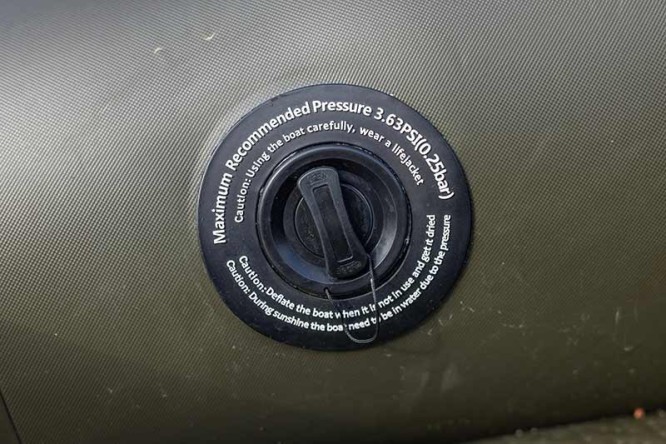 Maximum Recommended Pressure 3.63PSI(0.25bar)
Caution: Using the boat carefully, wear a lifejacket
Caution: Deflate the boat when it is not in use and get it dried
Caution: During sunshine the boat need to be in water due to the pressure